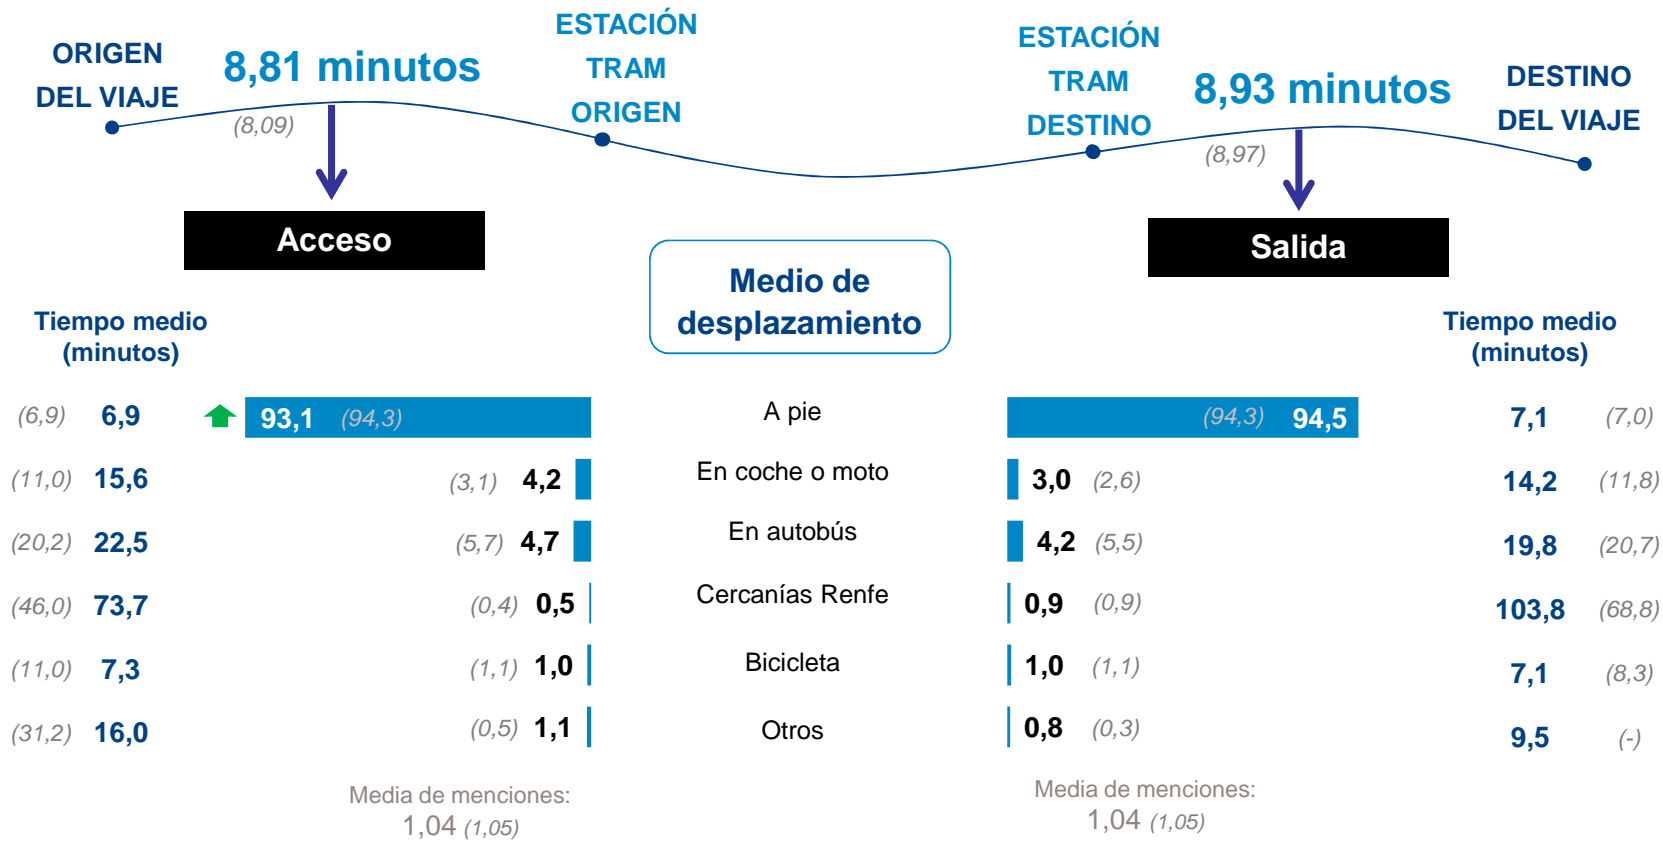 ORIGEN
DEL VIAJE
8,81 minutos
(8,09)
ESTACIÓN
TRAM
ORIGEN
ESTACIÓN
TRAM
DESTINO
8,93 minutos
(8,97)
DESTINO
DEL VIAJE
Acceso
Salida
Medio de
desplazamiento
Tiempo medio
(minutos)
Tiempo medio
(minutos)
(6,9) 6,9 93,1 (94,3) A pie (94,3) 94,5 7,1 (7,0)
(11,0) 15,6 (3,1) 4,2 En coche o moto 3,0 (2,6) 14,2 (11,8)
(20,2) 22,5 (5,7) 4,7 En autobús 4,2 (5,5) 19,8 (20,7)
(46,0) 73,7 (0,4) 0,5 Cercanías Renfe 0,9 (0,9) 103,8 (68,8)
(11,0) 7,3 (1,1) 1,0 Bicicleta 1,0 (1,1) 7,1 (8,3)
(31,2) 16,0 (0,5) 1,1 Otros 0,8 (0,3) 9,5 (-)
Media de menciones:
1,04 (1,05)
Media de menciones:
1,04 (1,05)